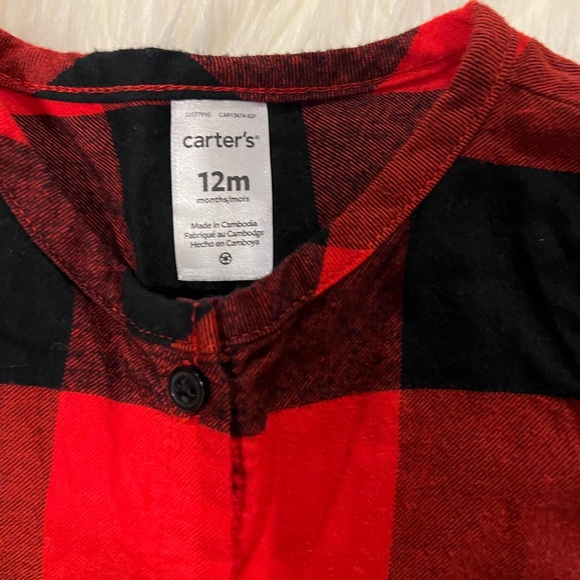 carter's®
12m
months/mois
Made in Cambodia
Fabriqué au Cambodge
Hecho en Camboya